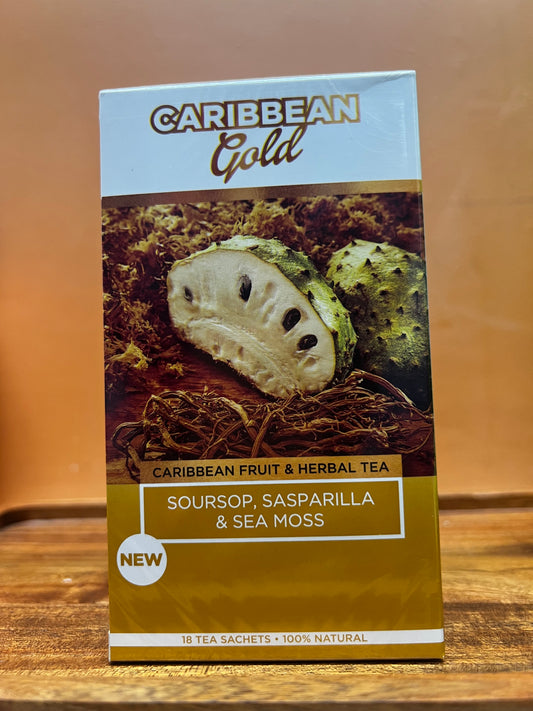 CARIBBEAN
Gold
CARIBBEAN FRUIT & HERBAL TEA
SOURSOP, SASPARILLA
& SEA MOSS
NEW
18 TEA SACHETS • 100% NATURAL